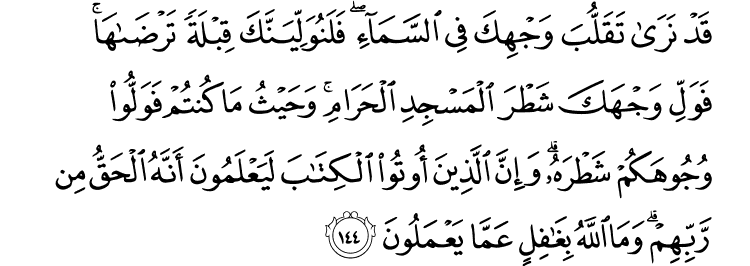 قَدۡ نَرَىٰ تَقَلُّبَ وَجۡهِكَ فِي ٱلسَّمَآءِۖ فَلَنُوَلِّيَنَّكَ قِبۡلَةٗ تَرۡضَىٰهَاۚ
فَوَلِّ وَجۡهَكَ شَطۡرَ ٱلۡمَسۡجِدِ ٱلۡحَرَامِۚ وَحَيۡثُ مَا كُنتُمۡ فَوَلُّواْ
وُجُوهَكُمۡ شَطۡرَهُۥۗ وَإِنَّ ٱلَّذِينَ أُوتُواْ ٱلۡكِتَٰبَ لَيَعۡلَمُونَ أَنَّهُ ٱلۡحَقُّ مِن
رَّبِّهِمۡۗ وَمَا ٱللَّهُ بِغَٰفِلٍ عَمَّا يَعۡمَلُونَ ١٤٤